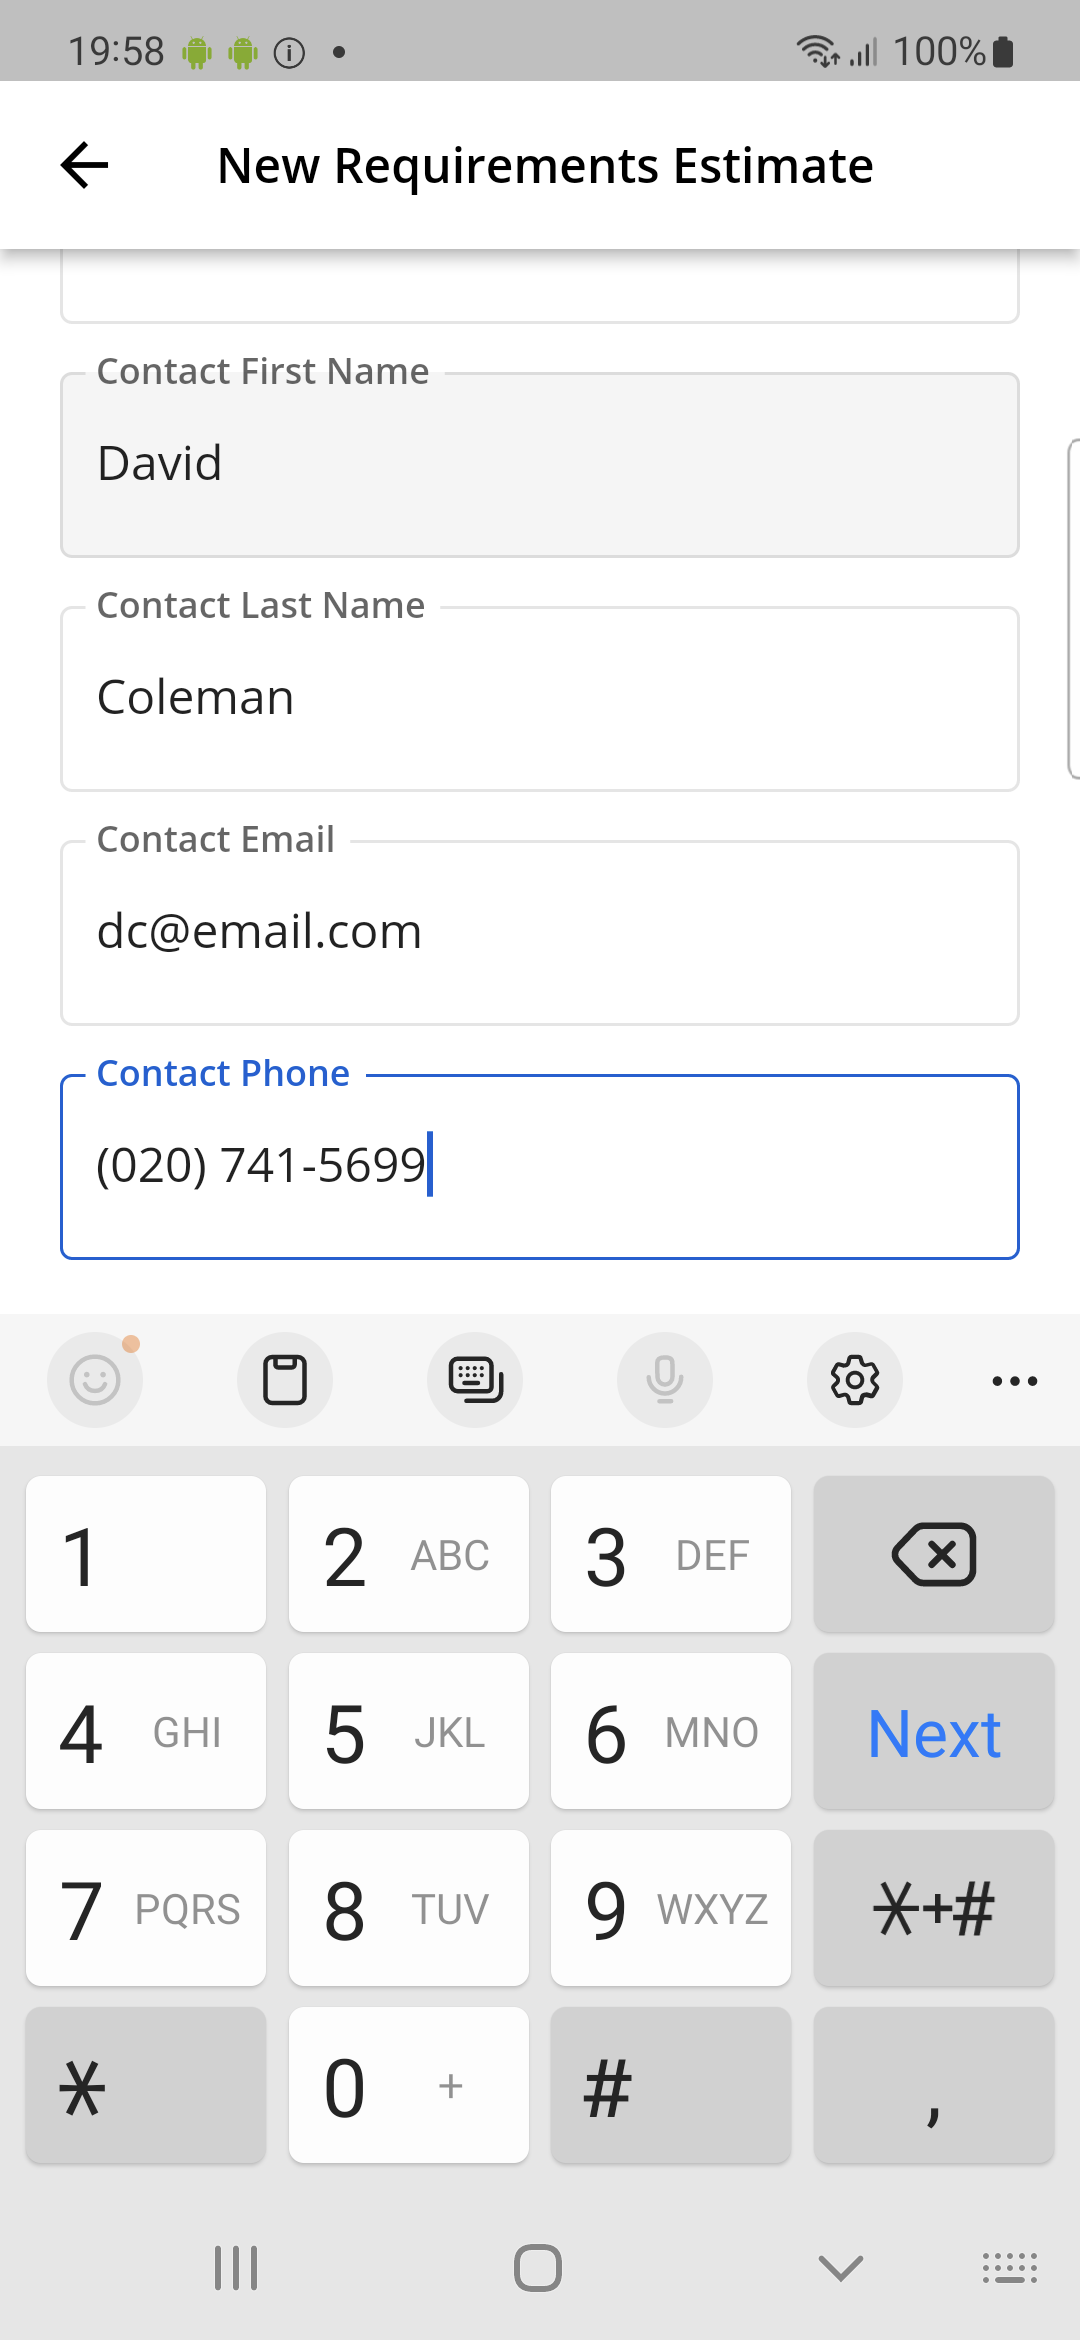 19:58
100%
New Requirements Estimate
Contact First Name
David
Contact Last Name
Coleman
Contact Email
dc@email.com
Contact Phone
(020) 741-5699
1
2 ABC
3 DEF
4 GHI
5 JKL
6 MNO
Next
7 PQRS
8 TUV
9 WXYZ
*+#
*
0 +
#
,